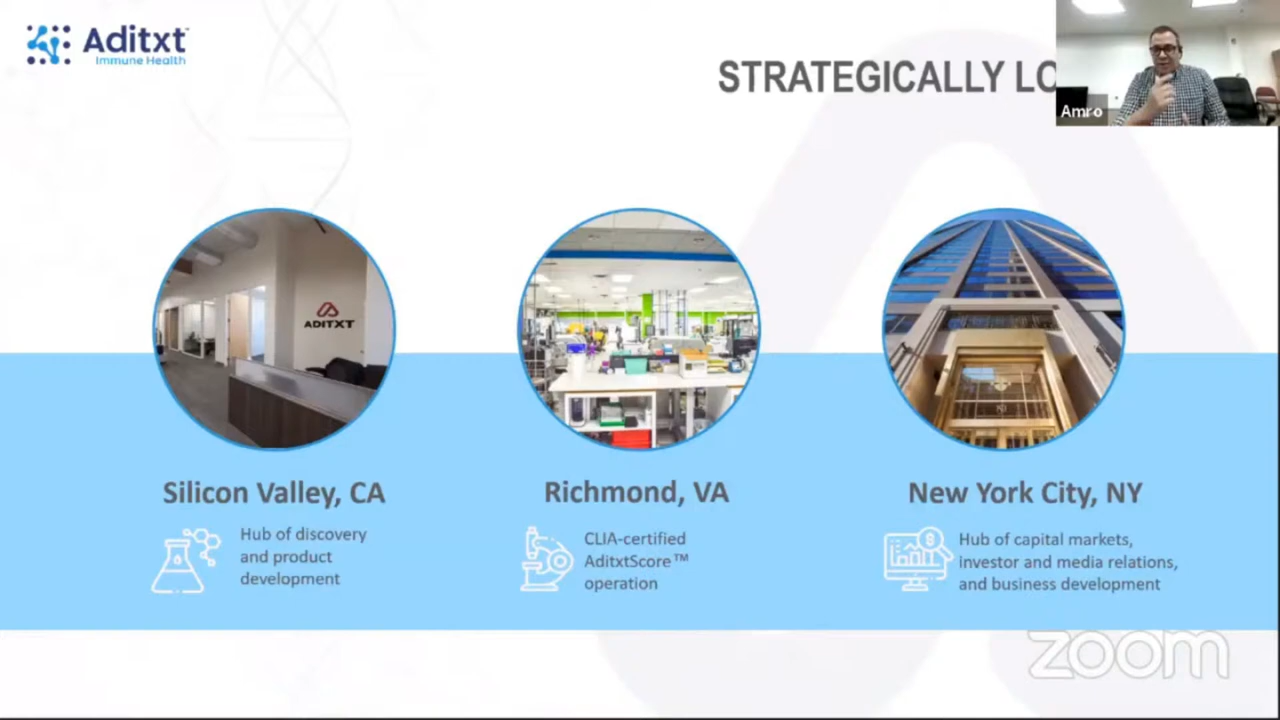 Aditxt™
Immune Health
STRATEGICALLY LO
Amro
ADITXT
Silicon Valley, CA
Hub of discovery
and product
development
Richmond, VA
CLIA-certified
AditxtScore™
operation
New York City, NY
Hub of capital markets,
investor and media relations,
and business development
zoom